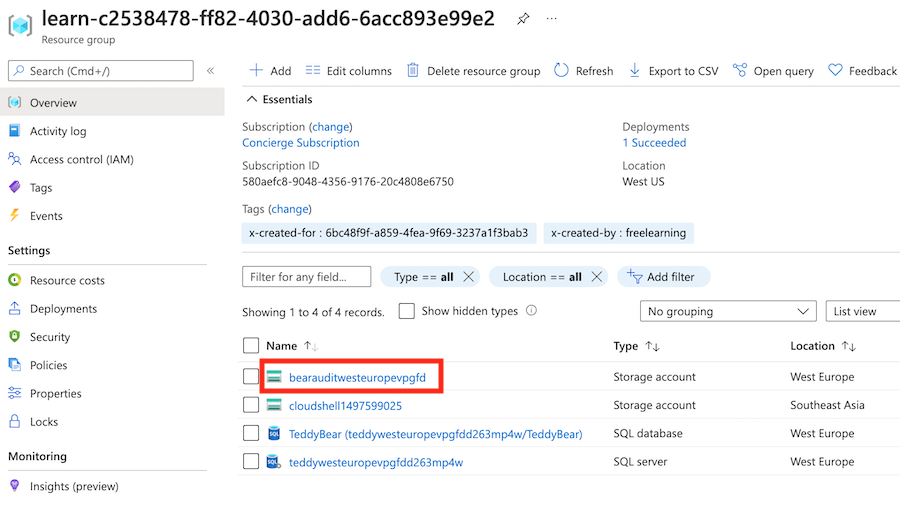 learn-c2538478-ff82-4030-add6-6acc893e99e2
Resource group
Search (Cmd+/)
Overview
Activity log
Access control (IAM)
Tags
Events
Settings
Resource costs
Deployments
Security
Policies
Properties
Locks
Monitoring
Insights (preview)
Add Edit columns Delete resource group Refresh Export to CSV Open query Feedback
Essentials
Subscription (change)
Concierge Subscription
Subscription ID
580aefc8-9048-4356-9176-20c4808e6750
Deployments
1 Succeeded
Location
West US
Tags (change)
x-created-for : 6bc48f9f-a859-4fea-9f69-3237a1f3bab3 x-created-by : freelearning
Filter for any field... Type == all Location == all Add filter
Showing 1 to 4 of 4 records. Show hidden types No grouping List view
Name Type Location
bearauditwesteuropevpgfd Storage account West Europe
cloudshell1497599025 Storage account Southeast Asia
TeddyBear (teddywesteuropevpgfdd263mp4w/TeddyBear) SQL database West Europe
teddywesteuropevpgfdd263mp4w SQL server West Europe